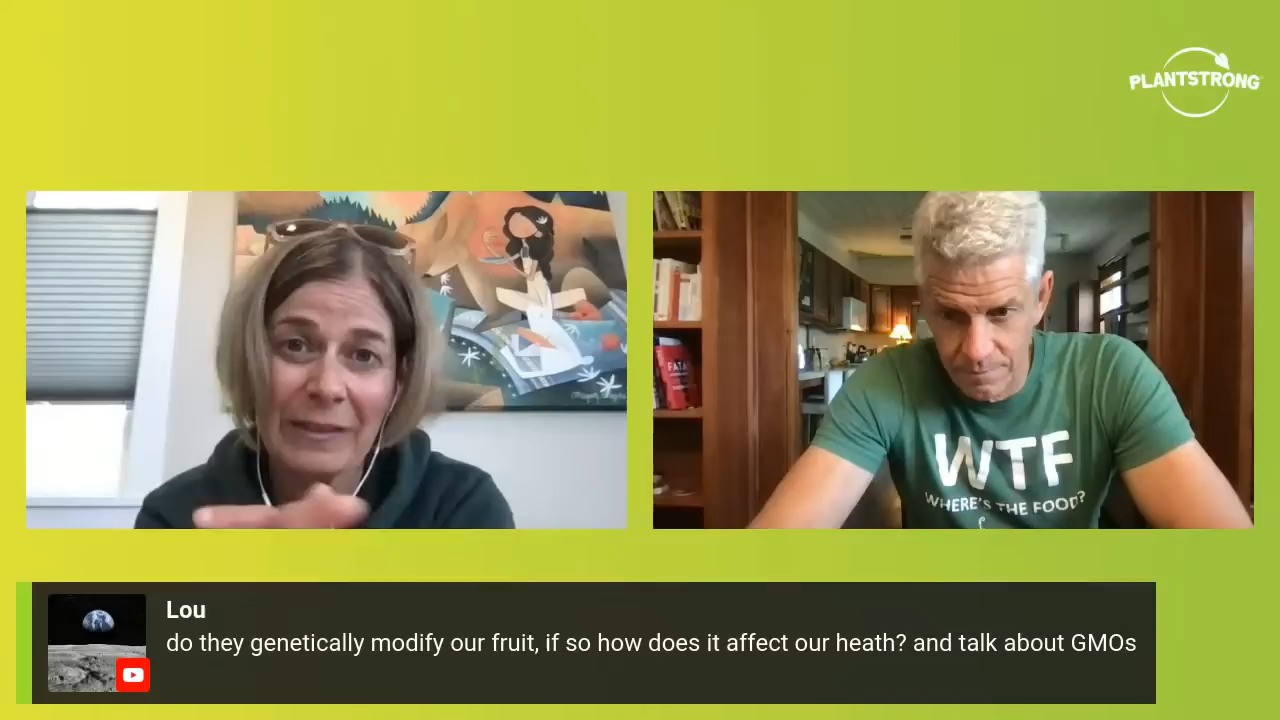 PLANTSTRONG
WTF
WHERE'S THE FOOD?
Lou
do they genetically modify our fruit, if so how does it affect our heath? and talk about GMOs